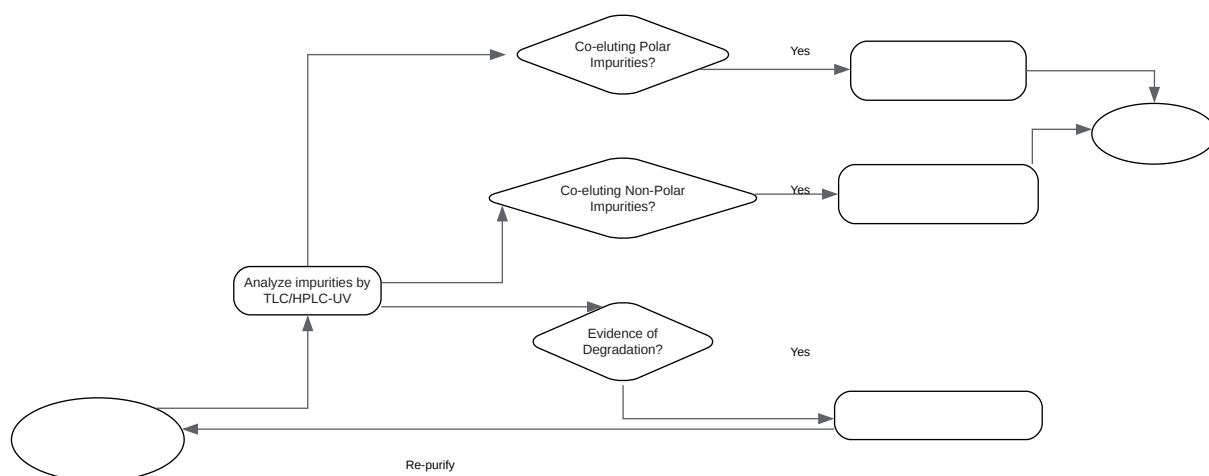 Co-eluting Polar
Impurities?
Yes
Co-eluting Non-Polar
Impurities?
Yes
Analyze impurities by
TLC/HPLC-UV
Evidence of
Degradation?
Yes
Re-purify